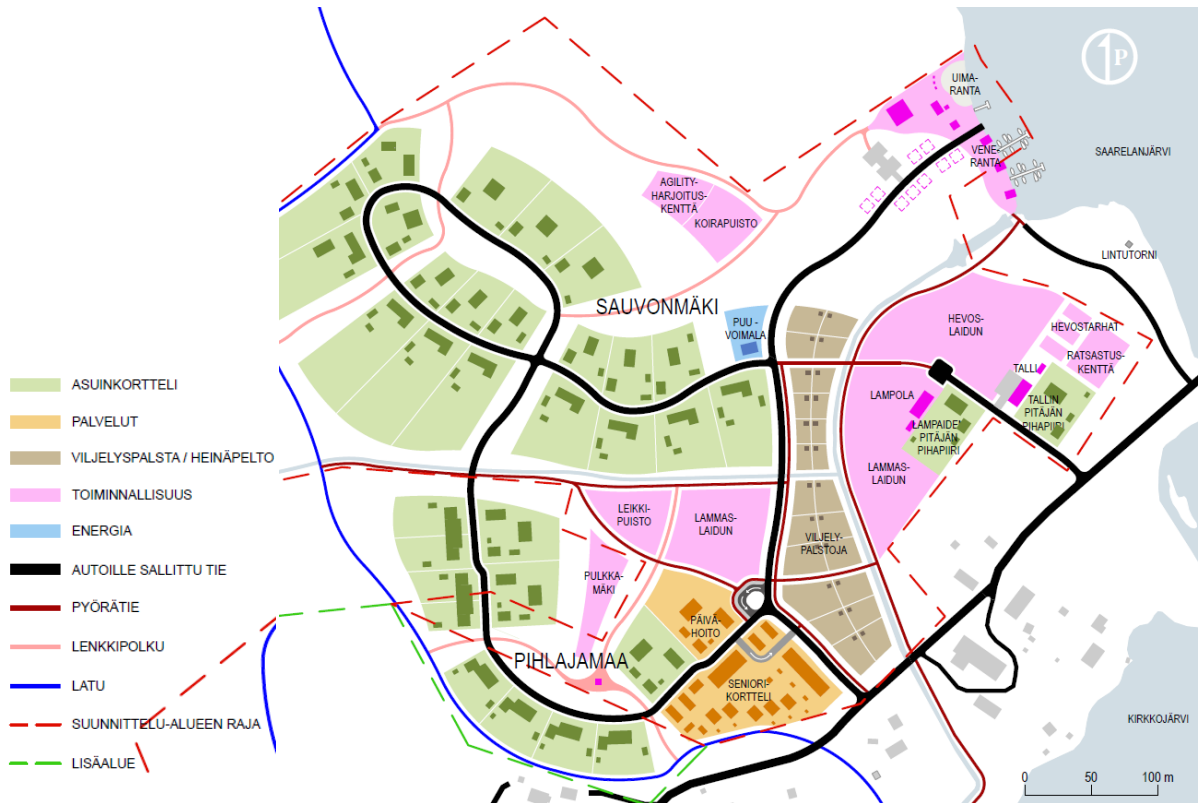 P
UIMA-
RANTA
VENE-
RANTA
SAARELANJÄRVI
AGILITY-
HARJOITUS-
KENTTÄ
KOIRAPUISTO
LINTUTORNI
SAUVONMÄKI
PUU -
VOIMALA
HEVOS-
LAIDUN
HEVOSTARHAT
RATSASTUS-
KENTTÄ
TALLI
TALLIN
PITÄJÄN
PIHAPIIRI
LAMPOLA
LAMPAIDEN
PITÄJÄN
PIHAPIIRI
LAMMAS-
LAIDUN
ASUINKORTTELI
PALVELUT
VILJELYSPALSTA / HEINÄPELTO
TOIMINNALLISUUS
ENERGIA
AUTOILLE SALLITTU TIE
PYÖRÄTIE
LENKKIPOLKU
LATU
SUUNNITTELU-ALUEEN RAJA
LISÄALUE
LEIKKI-
PUISTO
LAMMAS-
LAIDUN
VILJELY-
PALSTOJA
PULKKA-
MÄKI
PÄIVÄ-
HOITO
PIHLAJAMAA
SENIORI-
KORTTELI
KIRKKOJÄRVI
0 50 100 m